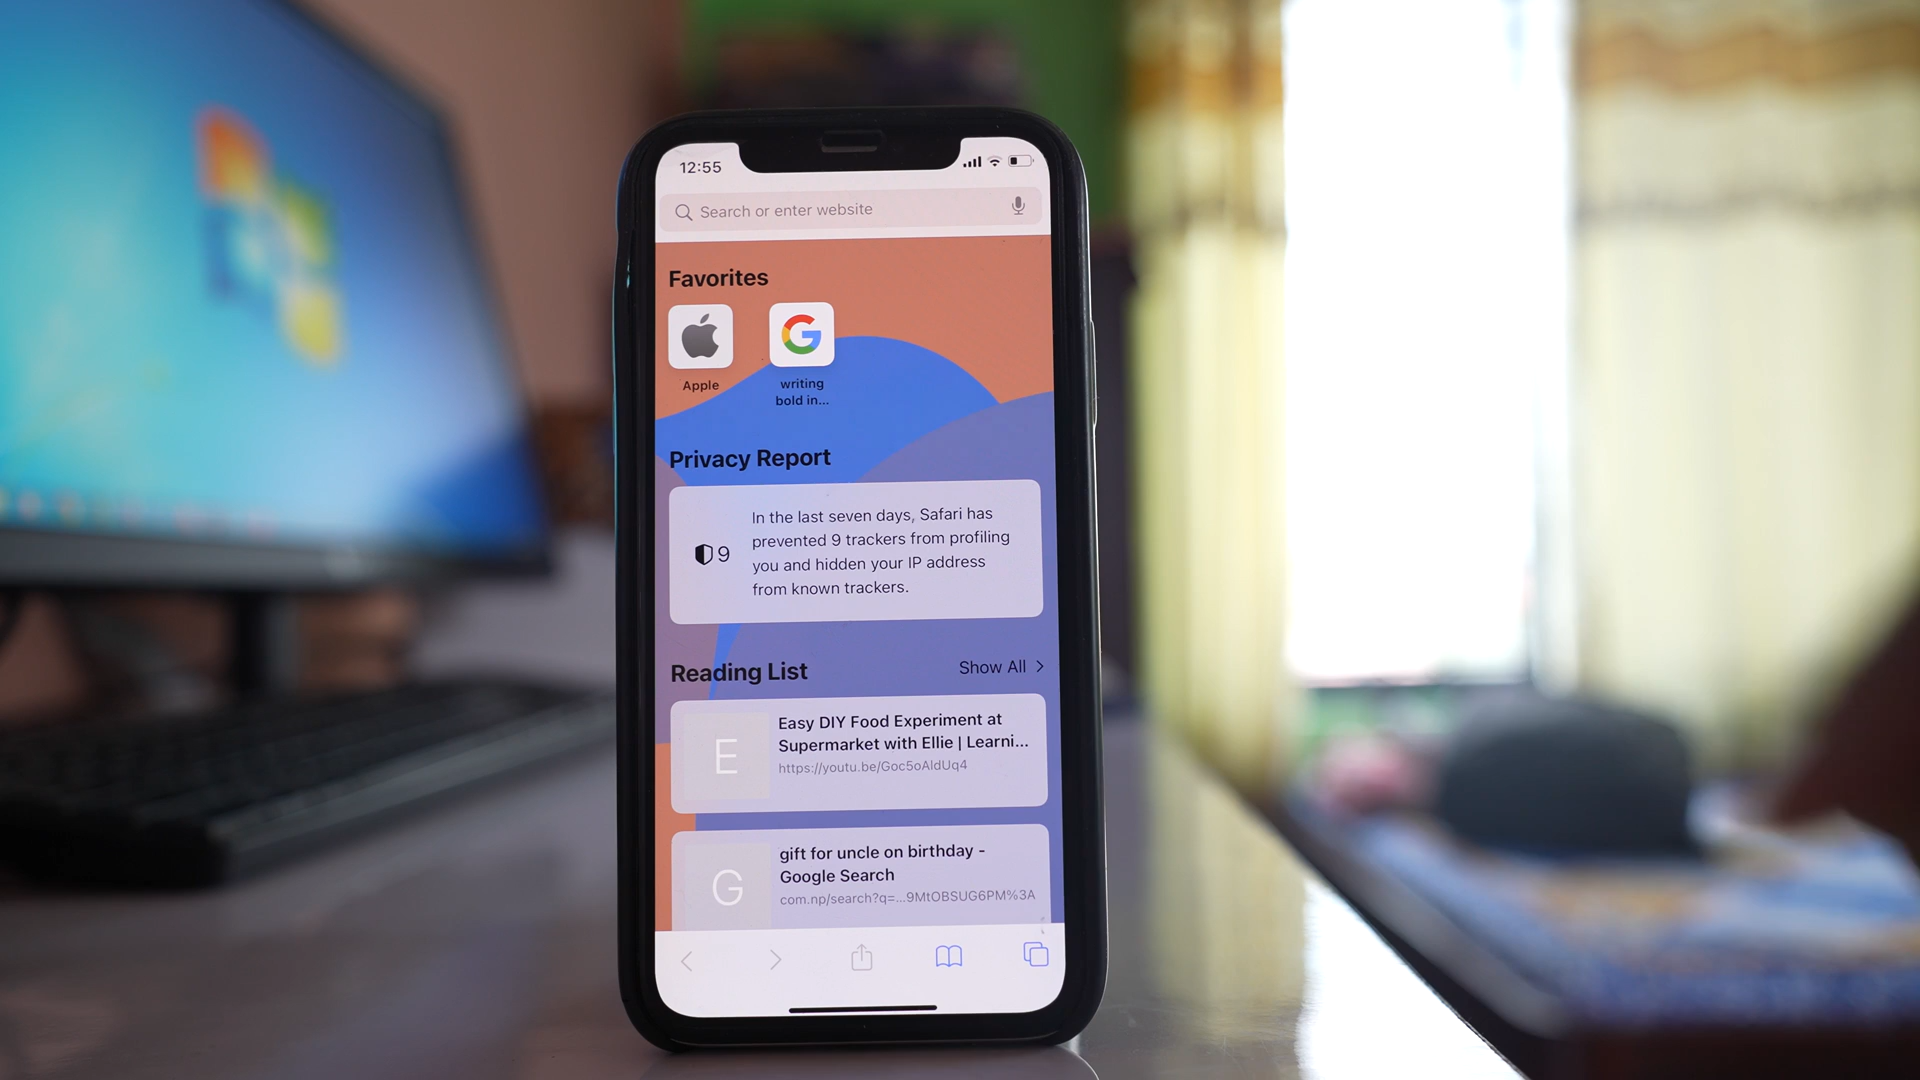 12:55
Search or enter website
Favorites
Apple
writing
bold in...
Privacy Report
9
In the last seven days, Safari has
prevented 9 trackers from profiling
you and hidden your IP address
from known trackers.
Reading List
Show All
E
Easy DIY Food Experiment at
Supermarket with Ellie | Learni...
https://youtu.be/Goc5oAldUq4
G
gift for uncle on birthday -
Google Search
com.np/search?q=...9MtOBSUG6PM%3A